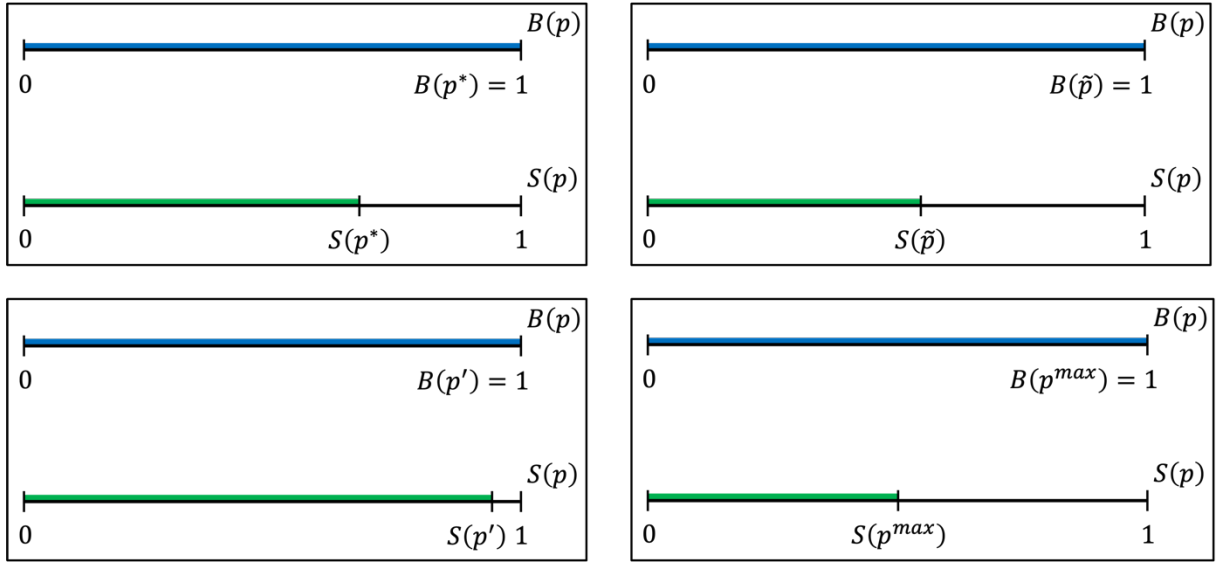 B(p)
0 B(p*) = 1
S(p)
0 S(p*) 1
B(p)
0 B(p̃) = 1
S(p)
0 S(p̃) 1
B(p)
0 B(p′) = 1
S(p)
0 S(p′) 1
B(p)
0 B(p^{max}) = 1
S(p)
0 S(p^{max}) 1